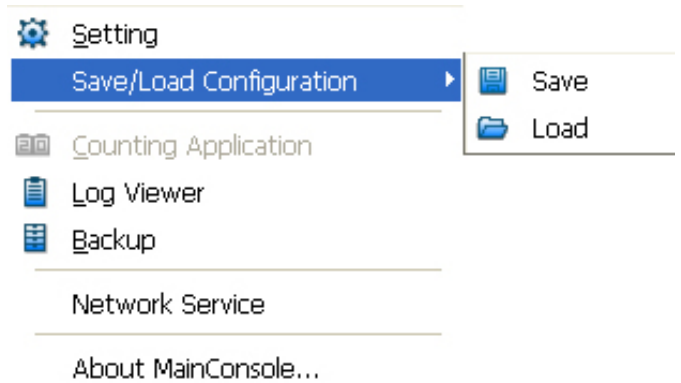 Setting
Save/Load Configuration
Save
Load
Counting Application
Log Viewer
Backup
Network Service
About MainConsole...